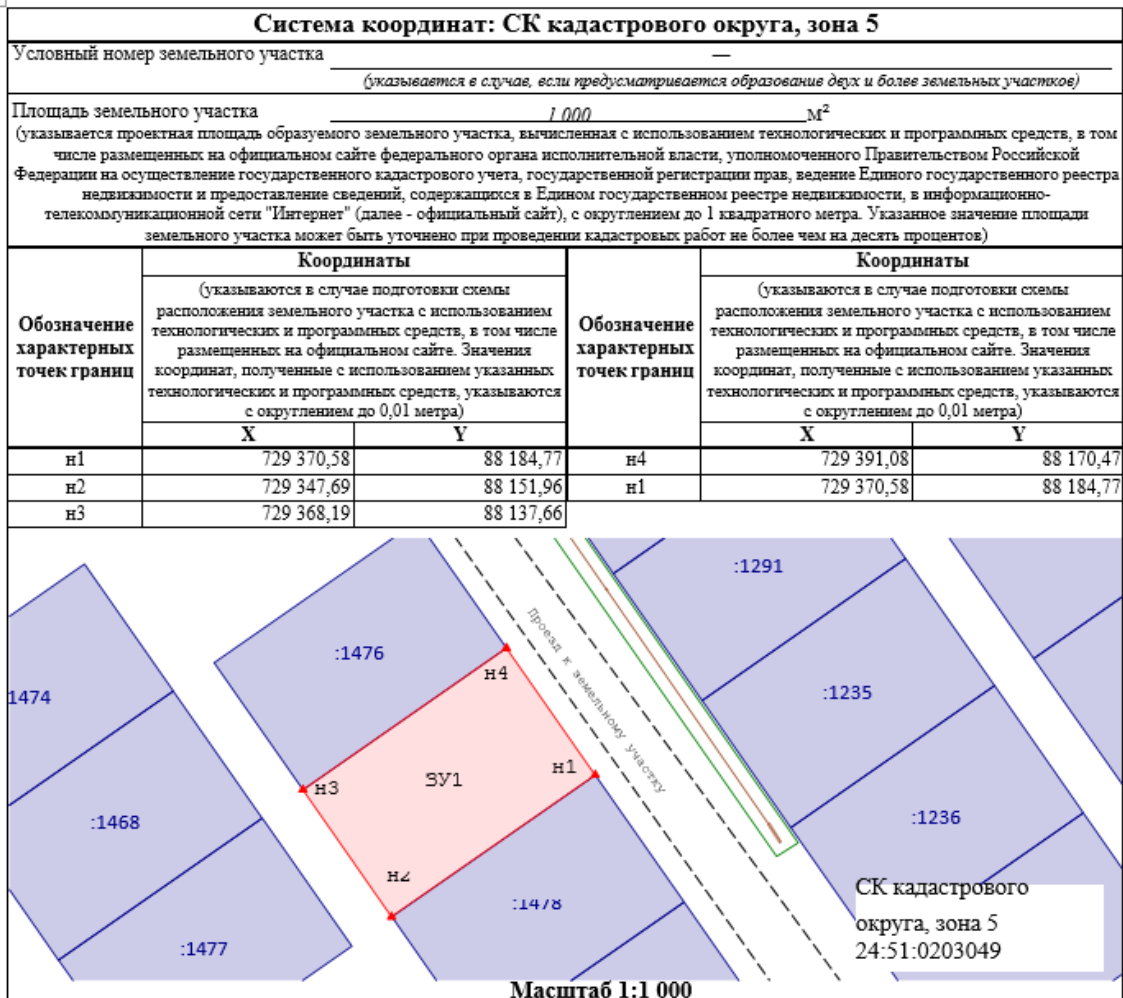 Система координат: СК кадастрового округа, зона 5
Условный номер земельного участка —
(указывается в случае, если предусматривается образование двух и более земельных участков)
Площадь земельного участка 1 000 м²
(указывается проектная площадь образуемого земельного участка, вычисленная с использованием технологических и программных средств, в том
числе размещенных на официальном сайте федерального органа исполнительной власти, уполномоченного Правительством Российской
Федерации на осуществление государственного кадастрового учета, государственной регистрации прав, ведение Единого государственного реестра
недвижимости и предоставление сведений, содержащихся в Едином государственном реестре недвижимости, в информационно-
телекоммуникационной сети "Интернет" (далее - официальный сайт), с округлением до 1 квадратного метра. Указанное значение площади
земельного участка может быть уточнено при проведении кадастровых работ не более чем на десять процентов)
Обозначение
характерных
точек границ
Координаты
(указываются в случае подготовки схемы
расположения земельного участка с использованием
технологических и программных средств, в том числе
размещенных на официальном сайте. Значения
координат, полученные с использованием указанных
технологических и программных средств, указываются
с округлением до 0,01 метра)
X Y
Обозначение
характерных
точек границ
Координаты
(указываются в случае подготовки схемы
расположения земельного участка с использованием
технологических и программных средств, в том числе
размещенных на официальном сайте. Значения
координат, полученные с использованием указанных
технологических и программных средств, указываются
с округлением до 0,01 метра)
X Y
н1 729 370,58 88 184,77 н4 729 391,08 88 170,47
н2 729 347,69 88 151,96 н1 729 370,58 88 184,77
н3 729 368,19 88 137,66
:1291
Проезд к земельному участку
:1476
н4
1474
:1235
н1
ЗУ1
н3
:1468
:1236
н2
:1478
:1477
СК кадастрового
округа, зона 5
24:51:0203049
Масштаб 1:1 000